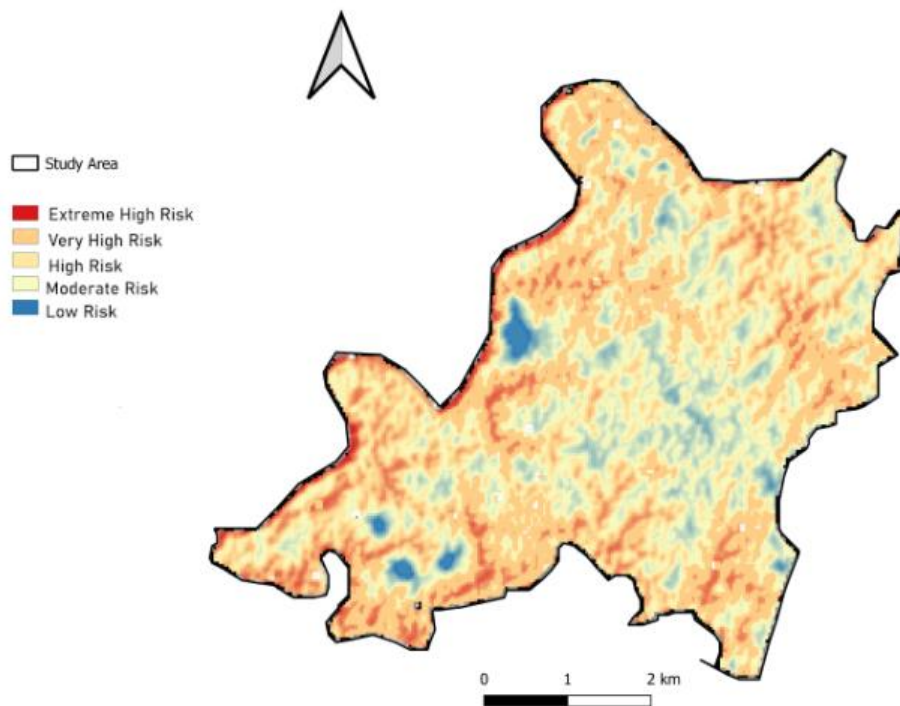 Study Area
Extreme High Risk
Very High Risk
High Risk
Moderate Risk
Low Risk
0 1 2 km